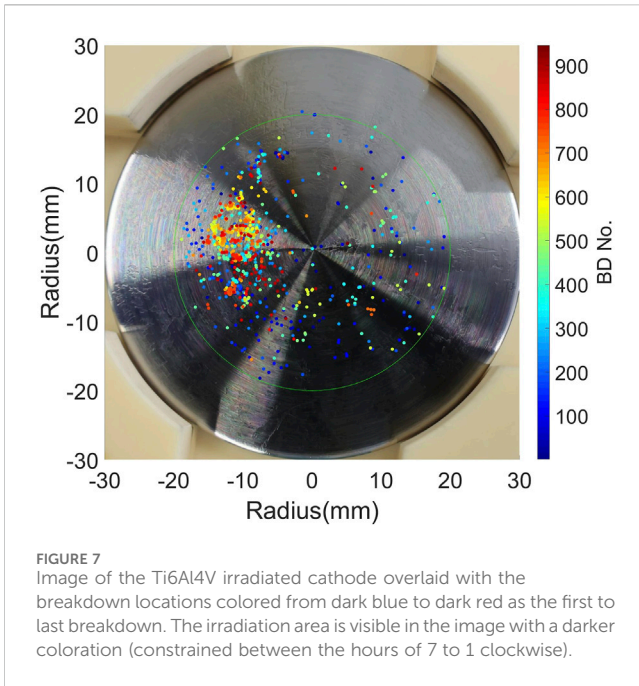 30
20
10
0
-10
-20
-30
Radius(mm)
-30 -20 -10 0 10 20 30
Radius(mm)
900
800
700
600
500
400
300
200
100
BD No.
FIGURE 7
Image of the Ti6Al4V irradiated cathode overlaid with the
breakdown locations colored from dark blue to dark red as the first to
last breakdown. The irradiation area is visible in the image with a darker
coloration (constrained between the hours of 7 to 1 clockwise).